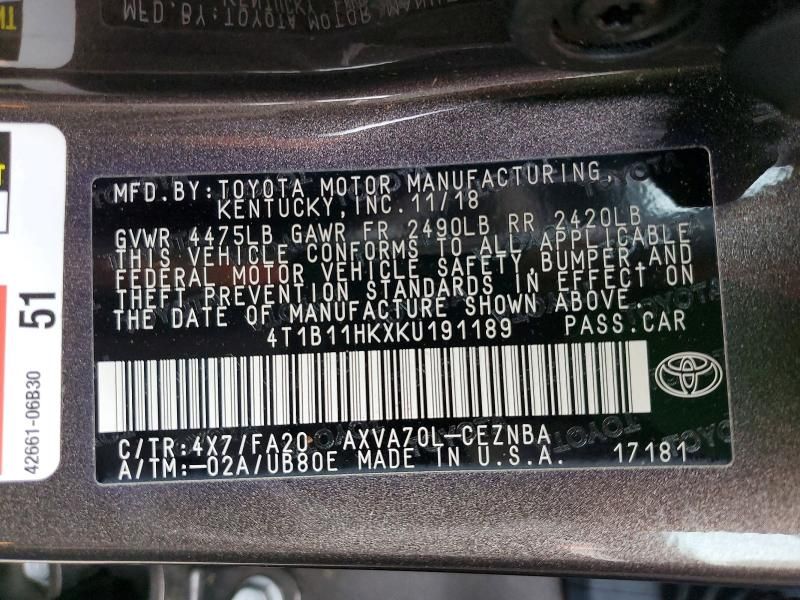 MFD.BY:TOYOTA MOTOR MANUFACTURING,
KENTUCKY,INC.11/18
GVWR 4475LB GAWR FR 2490LB RR 2420LB
THIS VEHICLE CONFORMS TO ALL APPLICABLE
FEDERAL MOTOR VEHICLE SAFETY,BUMPER,AND
THEFT PREVENTION STANDARDS IN EFFECT ON
THE DATE OF MANUFACTURE SHOWN ABOVE.
4T1B11HKXKU191189 PASS.CAR
C/TR:4X7/FA20 AXVA70L-CEZNBA
A/TM:-02A/UB80E MADE IN U.S.A. 17181
51
42661-06B30